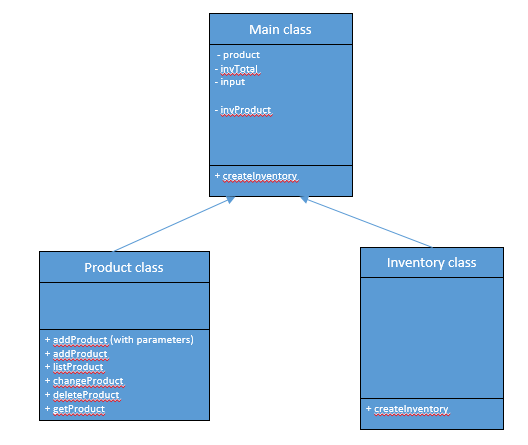 Main class
- product
- invTotal
- input
- invProduct
+ createInventory
Product class
+ addProduct (with parameters)
+ addProduct
+ listProduct
+ changeProduct
+ deleteProduct
+ getProduct
Inventory class
+ createInventory